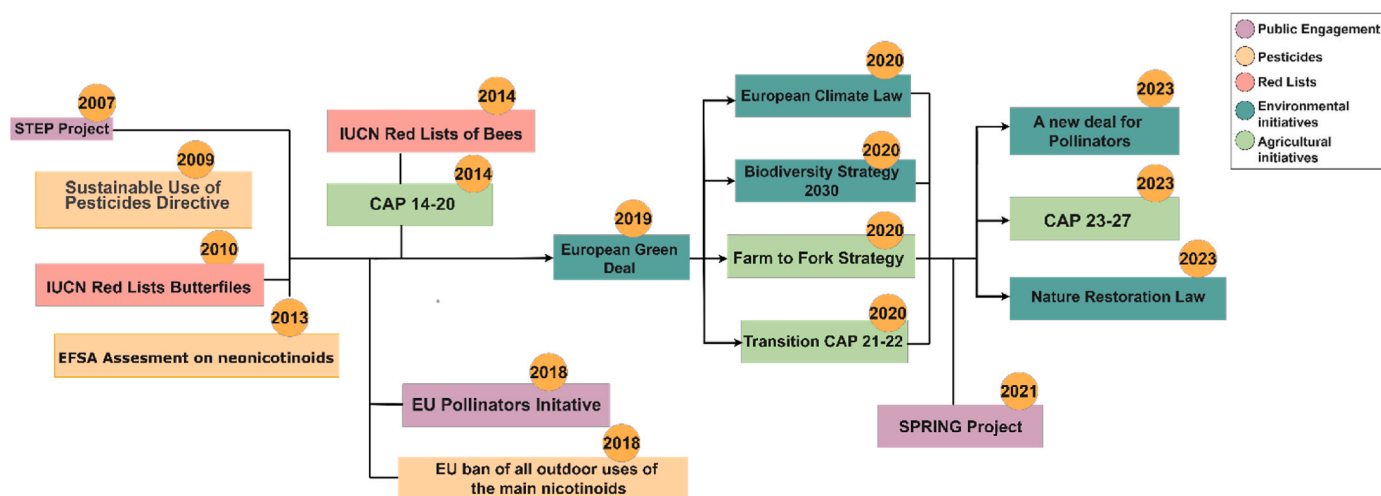 2007
STEP Project
2009
Sustainable Use of
Pesticides Directive
2010
IUCN Red Lists Butterfiles
2013
EFSA Assesment on neonicotinoids
2014
IUCN Red Lists of Bees
2014
CAP 14-20
2018
EU Pollinators Initative
2018
EU ban of all outdoor uses of
the main nicotinoids
2019
European Green
Deal
2020
European Climate Law
2020
Biodiversity Strategy
2030
2020
Farm to Fork Strategy
2020
Transition CAP 21-22
2021
SPRING Project
2023
A new deal for
Pollinators
2023
CAP 23-27
2023
Nature Restoration Law
Public Engagement
Pesticides
Red Lists
Environmental
initiatives
Agricultural
initiatives